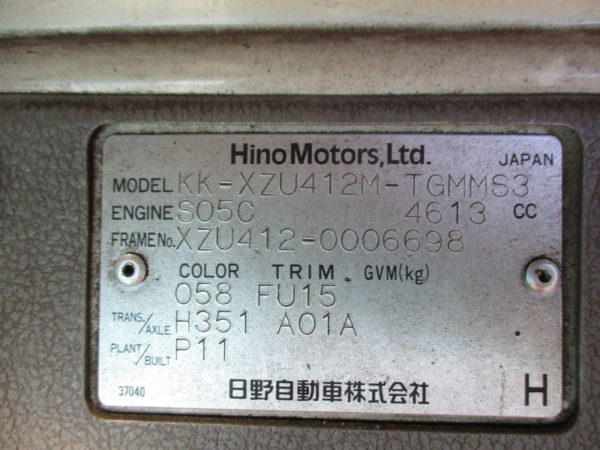 Hino Motors, Ltd. JAPAN
MODEL KK-XZU412M-TGMMS3
ENGINE S05C 4613 CC
FRAME No. XZU412-0006698
COLOR TRIM GVM(kg)
058 FU15
TRANS./AXLE H351 A01A
PLANT/BUILT P11
37040 日野自動車株式会社 H